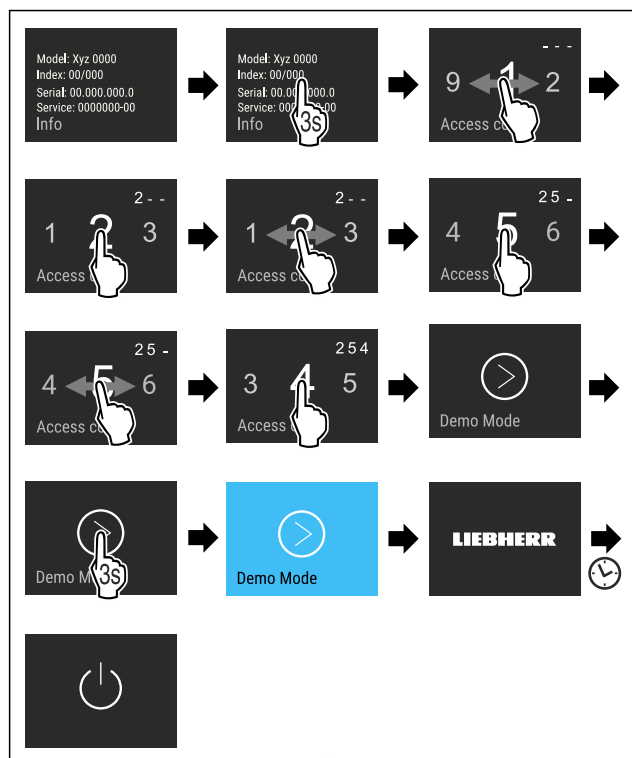 Model: Xyz 0000
Index: 00/000
Serial: 00.000.000.0
Service: 0000000-00
Info
Model: Xyz 0000
Index: 00/000
Serial: 00.000.0
Service: 00 -00
Info
3s
- - -
9 1 2
Access
2 - -
1 2 3
Access
2 - -
1 2 3
Access
2 5 -
4 5 6
Access
2 5 -
4 5 6
Access
2 5 4
3 4 5
Access
Demo Mode
Demo
3s
Demo Mode
LIEBHERR